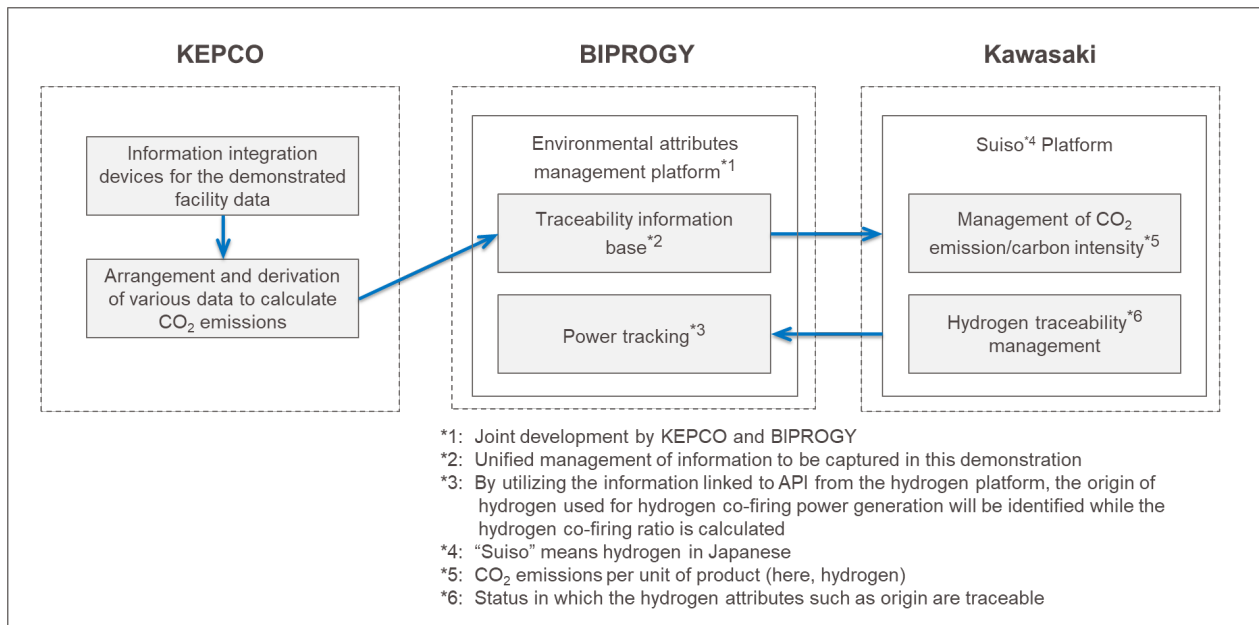 KEPCO
Information integration
devices for the demonstrated
facility data
Arrangement and derivation
of various data to calculate
CO₂ emissions
BIPROGY
Environmental attributes
management platform*1
Traceability information
base*2
Power tracking*3
Kawasaki
Suiso*4 Platform
Management of CO₂
emission/carbon intensity*5
Hydrogen traceability*6
management
*1: Joint development by KEPCO and BIPROGY
*2: Unified management of information to be captured in this demonstration
*3: By utilizing the information linked to API from the hydrogen platform, the origin of
hydrogen used for hydrogen co-firing power generation will be identified while the
hydrogen co-firing ratio is calculated
*4: “Suiso” means hydrogen in Japanese
*5: CO₂ emissions per unit of product (here, hydrogen)
*6: Status in which the hydrogen attributes such as origin are traceable